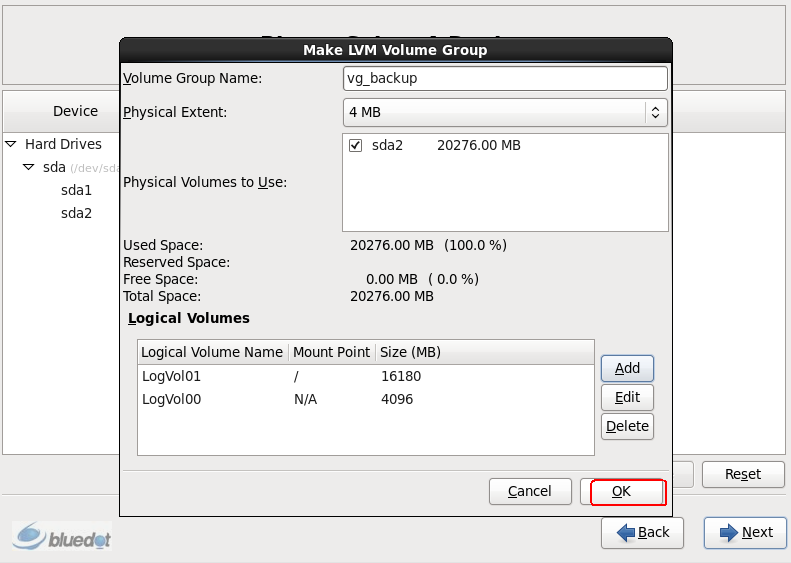 Make LVM Volume Group
Volume Group Name: vg_backup
Physical Extent: 4 MB
Device
Hard Drives
sda (/dev/sda
sda1
sda2
Physical Volumes to Use:
sda2 20276.00 MB
Used Space: 20276.00 MB (100.0 %)
Reserved Space:
Free Space: 0.00 MB ( 0.0 %)
Total Space: 20276.00 MB
Logical Volumes
Logical Volume Name Mount Point Size (MB)
LogVol01 / 16180
LogVol00 N/A 4096
Add
Edit
Delete
Cancel OK
Reset
bluedot
Back Next